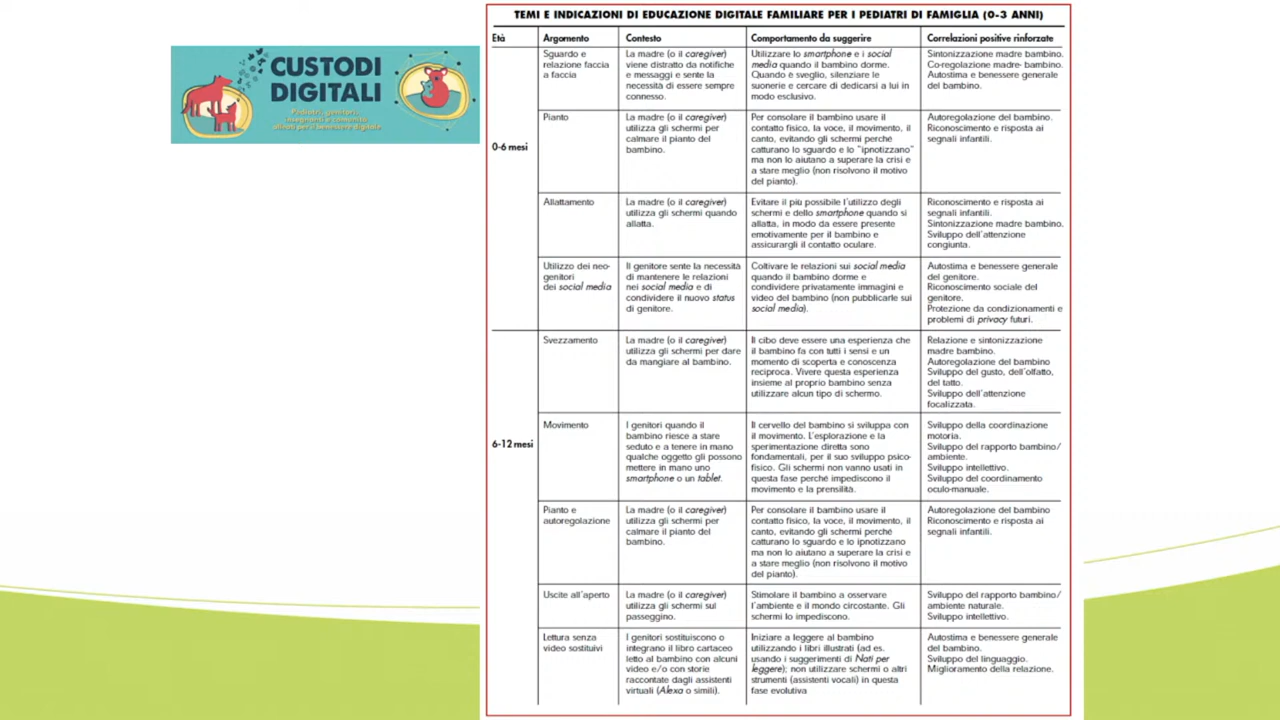 CUSTODI
DIGITALI
Pediatri, genitori,
insegnanti e comunità
alleati per il benessere digitale
TEMI E INDICAZIONI DI EDUCAZIONE DIGITALE FAMILIARE PER I PEDIATRI DI FAMIGLIA (0-3 ANNI)
Età
Argomento
Contesto
Comportamento da suggerire
Correlazioni positive rinforzate
0-6 mesi
Sguardo e
relazione faccia
a faccia
La madre (o il caregiver)
viene distratto da notifiche
e messaggi e sente la
necessità di essere sempre
connesso.
Utilizzare lo smartphone e i social
media quando il bambino dorme.
Quando è sveglio, silenziare le
suonerie e cercare di dedicarsi a lui in
modo esclusivo.
Sintonizzazione madre bambino.
Co-regolazione madre- bambino.
Autostima e benessere generale
del bambino.
Pianto
La madre (o il caregiver)
utilizza gli schermi per
calmare il pianto del
bambino.
Per consolare il bambino usare il
contatto fisico, la voce, il movimento, il
canto, evitando gli schermi perché
catturano lo sguardo e lo "ipnotizzano"
ma non lo aiutano a superare la crisi e
a stare meglio (non risolvono il motivo
del pianto).
Autoregolazione del bambino.
Riconoscimento e risposta ai
segnali infantili.
Allattamento
La madre (o il caregiver)
utilizza gli schermi quando
allatta.
Evitare il più possibile l'utilizzo degli
schermi e dello smartphone quando si
allatta, in modo da essere presente
emotivamente per il bambino e
assicurargli il contatto oculare.
Riconoscimento e risposta ai
segnali infantili.
Sintonizzazione madre bambino.
Sviluppo dell'attenzione
congiunta.
Utilizzo dei neo-
genitori
dei social media
Il genitore sente la necessità
di mantenere le relazioni
nei social media e di
condividere il nuovo status
di genitore.
Coltivare le relazioni sui social media
quando il bambino dorme e
condividere privatamente immagini e
video del bambino (non pubblicarle sui
social media).
Autostima e benessere generale
del genitore.
Riconoscimento sociale del
genitore.
Protezione da condizionamenti e
problemi di privacy futuri.
6-12 mesi
Svezzamento
La madre (o il caregiver)
utilizza gli schermi per dare
da mangiare al bambino.
Il cibo deve essere una esperienza che
il bambino fa con tutti i sensi e un
momento di scoperta e conoscenza
reciproca. Vivere questa esperienza
insieme al proprio bambino senza
utilizzare alcun tipo di schermo.
Relazione e sintonizzazione
madre bambino.
Autoregolazione del bambino
Sviluppo del gusto, dell'olfatto,
del tatto.
Sviluppo dell'attenzione
focalizzata.
Movimento
I genitori quando il
bambino riesce a stare
seduto e a tenere in mano
qualche oggetto gli possono
mettere in mano uno
smartphone o un tablet.
Il cervello del bambino si sviluppa con
il movimento. L'esplorazione e la
sperimentazione diretta sono
fondamentali, per il suo sviluppo psico-
fisico. Gli schermi non vanno usati in
questa fase perché impediscono il
movimento e la prensilità.
Sviluppo della coordinazione
motoria.
Sviluppo del rapporto bambino/
ambiente.
Sviluppo intellettivo.
Sviluppo del coordinamento
oculo-manuale.
Pianto e
autoregolazione
La madre (o il caregiver)
utilizza gli schermi per
calmare il pianto del
bambino.
Per consolare il bambino usare il
contatto fisico, la voce, il movimento, il
canto, evitando gli schermi perché
catturano lo sguardo e lo ipnotizzano
ma non lo aiutano a superare la crisi e
a stare meglio (non risolvono il motivo
del pianto).
Autoregolazione del bambino
Riconoscimento e risposta ai
segnali infantili.
Uscite all'aperto
La madre (o il caregiver)
utilizza gli schermi sul
passeggino.
Stimolare il bambino a osservare
l'ambiente e il mondo circostante. Gli
schermi lo impediscono.
Sviluppo del rapporto bambino/
ambiente naturale.
Sviluppo intellettivo.
Lettura senza
video sostituivi
I genitori sostituiscono o
integrano il libro cartaceo
letto al bambino con alcuni
video e/o con storie
raccontate dagli assistenti
virtuali (Alexa o simili).
Iniziare a leggere al bambino
utilizzando i libri illustrati (ad es.
usando i suggerimenti di Nati per
leggere); non utilizzare schermi o altri
strumenti (assistenti vocali) in questa
fase evolutiva
Autostima e benessere generale
del bambino.
Sviluppo del linguaggio.
Miglioramento della relazione.